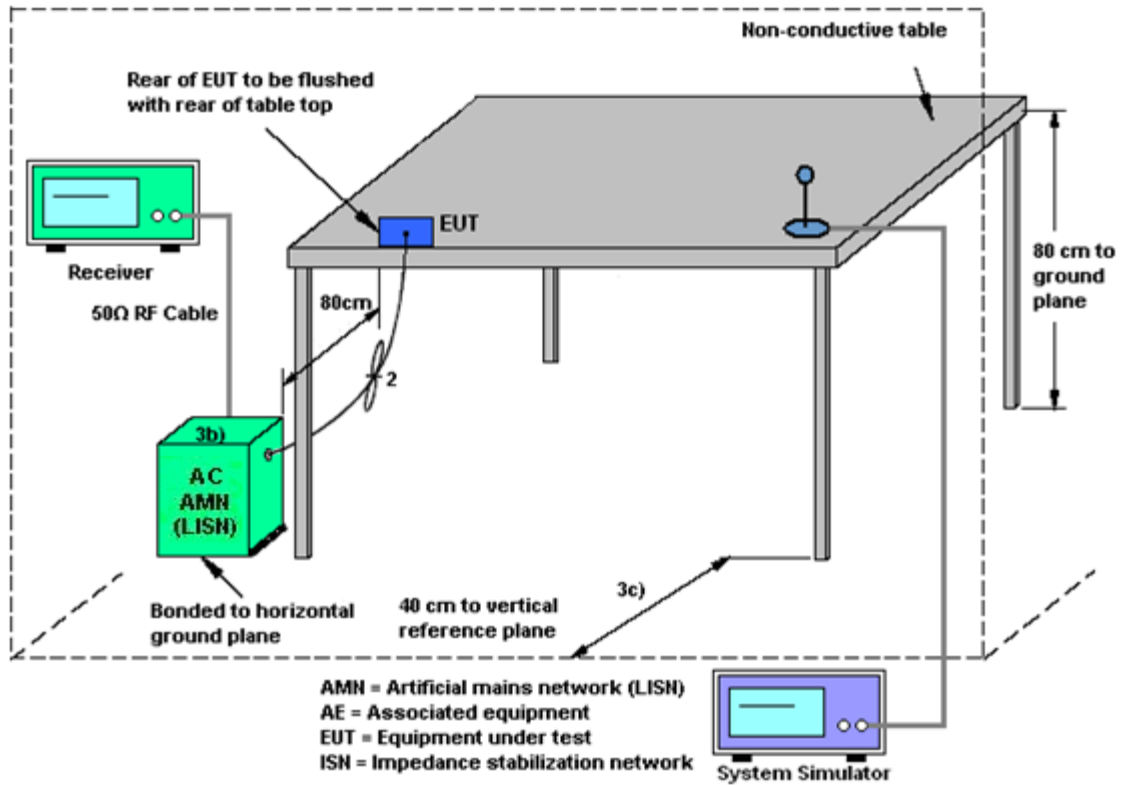 Non-conductive table
Rear of EUT to be flushed
with rear of table top
EUT
Receiver
80cm
80 cm to
ground
plane
50Ω RF Cable
2
3b)
AC
AMN
(LISN)
3c)
Bonded to horizontal
ground plane
40 cm to vertical
reference plane
AMN = Artificial mains network (LISN)
AE = Associated equipment
EUT = Equipment under test
ISN = Impedance stabilization network
System Simulator